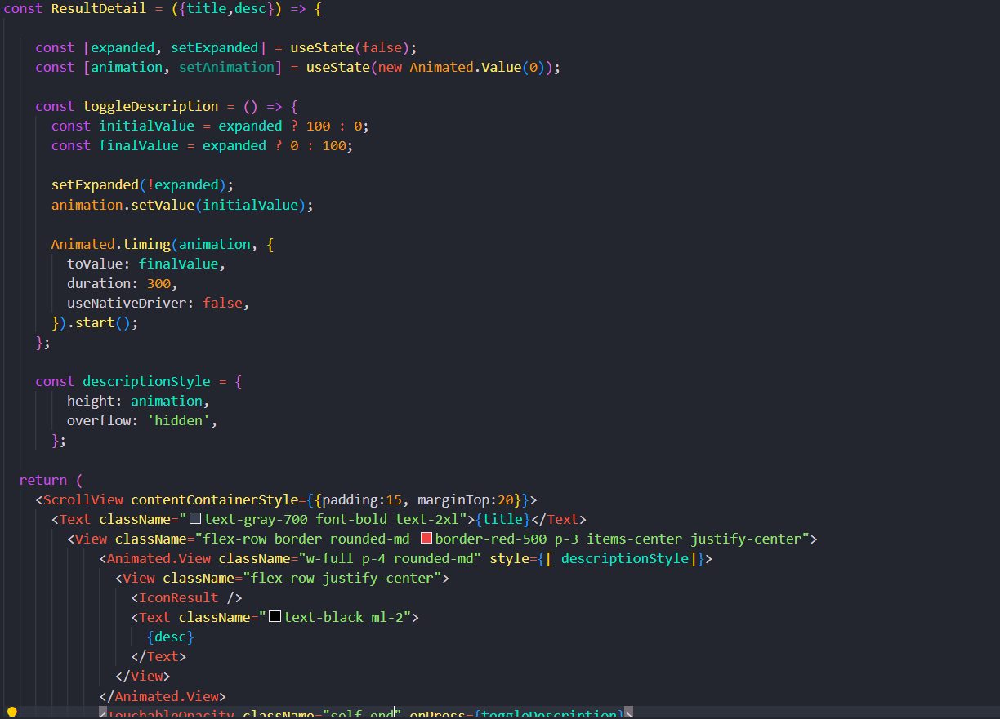 const ResultDetail = ({title,desc}) => {
const [expanded, setExpanded] = useState(false);
const [animation, setAnimation] = useState(new Animated.Value(0));
const toggleDescription = () => {
const initialValue = expanded ? 100 : 0;
const finalValue = expanded ? 0 : 100;
setExpanded(!expanded);
animation.setValue(initialValue);
Animated.timing(animation, {
toValue: finalValue,
duration: 300,
useNativeDriver: false,
}).start();
};
const descriptionStyle = {
height: animation,
overflow: 'hidden',
};
return (
<ScrollView contentContainerStyle={{padding:15, marginTop:20}}>
<Text className="text-gray-700 font-bold text-2xl">{title}</Text>
<View className="flex-row border rounded-md border-red-500 p-3 items-center justify-center">
<Animated.View className="w-full p-4 rounded-md" style={[ descriptionStyle]}>
<View className="flex-row justify-center">
<IconResult />
<Text className="text-black ml-2">
{desc}
</Text>
</View>
</Animated.View>
<TouchableOpacity className="self-end" onPress={toggleDescription}>